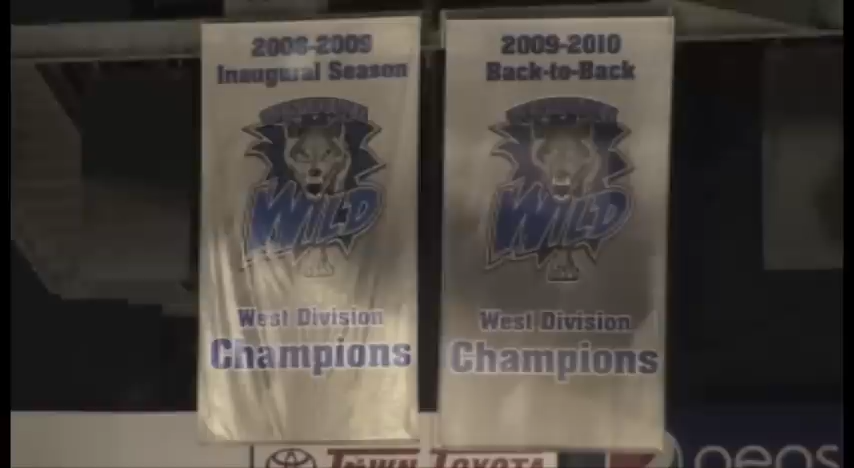 2008-2009
Inaugural Season
WILD
West Division
Champions
2009-2010
Back-to-Back
WILD
West Division
Champions
TOWN TOYOTA
peps